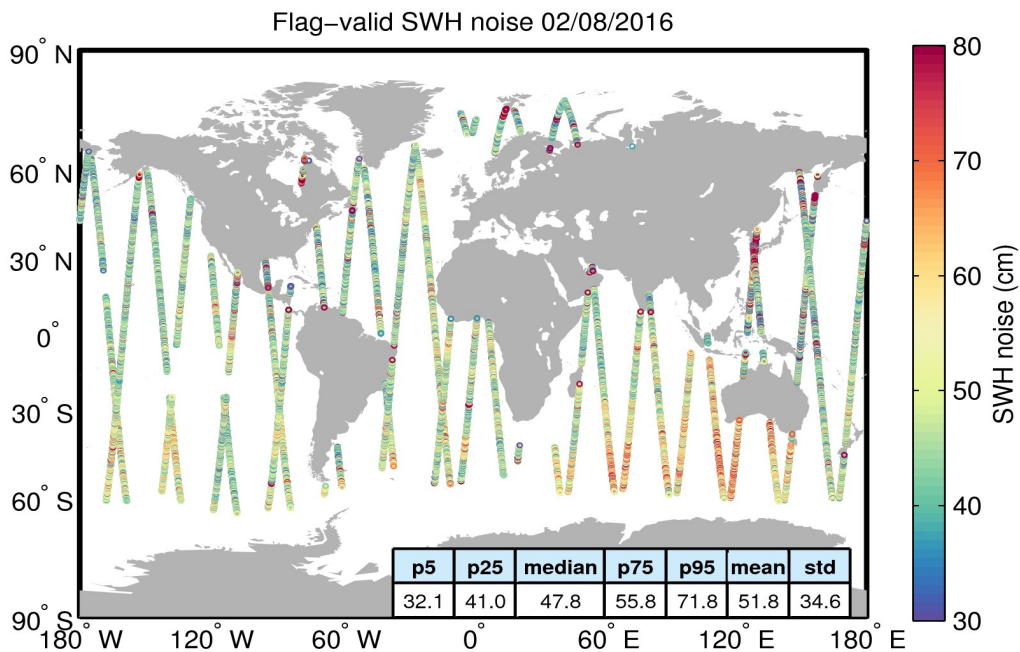 Flag−valid SWH noise 02/08/2016
90° N
60° N
30° N
0°
30° S
60° S
90° S
180° W
120° W
60° W
0°
60° E
120° E
180° E
p5 p25 median p75 p95 mean std
32.1 41.0 47.8 55.8 71.8 51.8 34.6
80
70
60
50
40
30
SWH noise (cm)